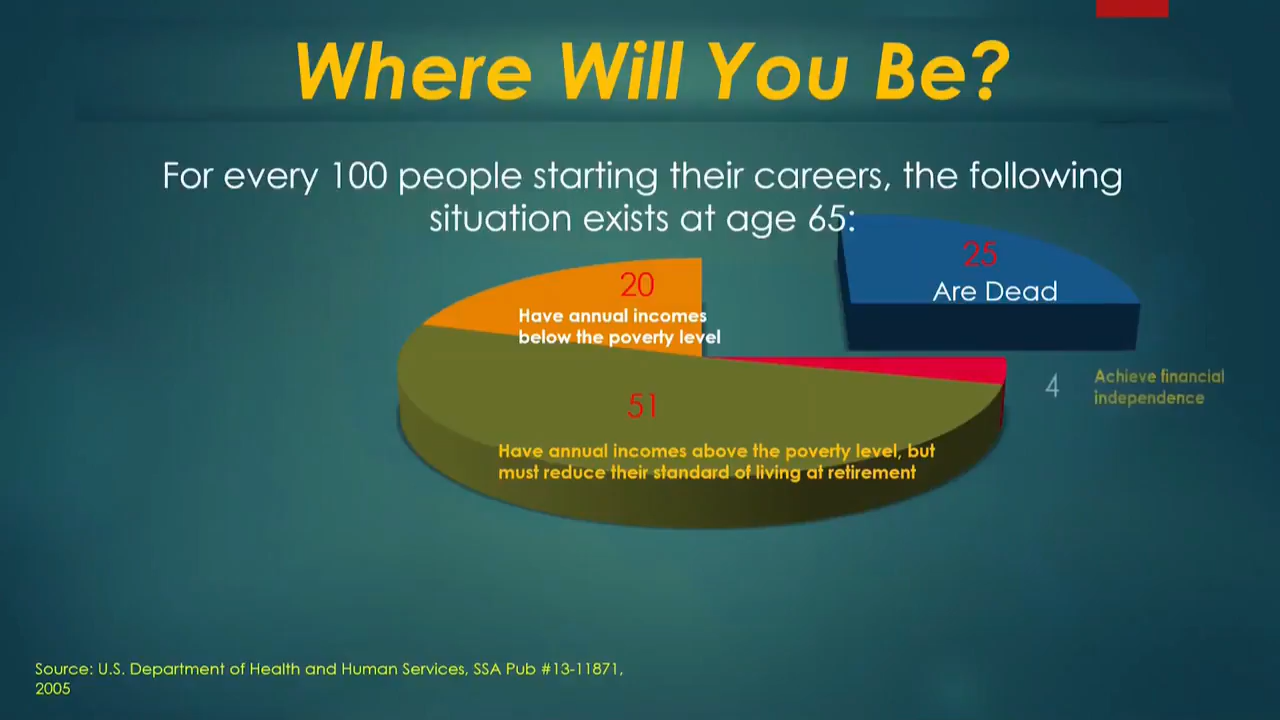 Where Will You Be?
For every 100 people starting their careers, the following
situation exists at age 65:
25
Are Dead
20
Have annual incomes
below the poverty level
4
Achieve financial
independence
51
Have annual incomes above the poverty level, but
must reduce their standard of living at retirement
Source: U.S. Department of Health and Human Services, SSA Pub #13-11871,
2005